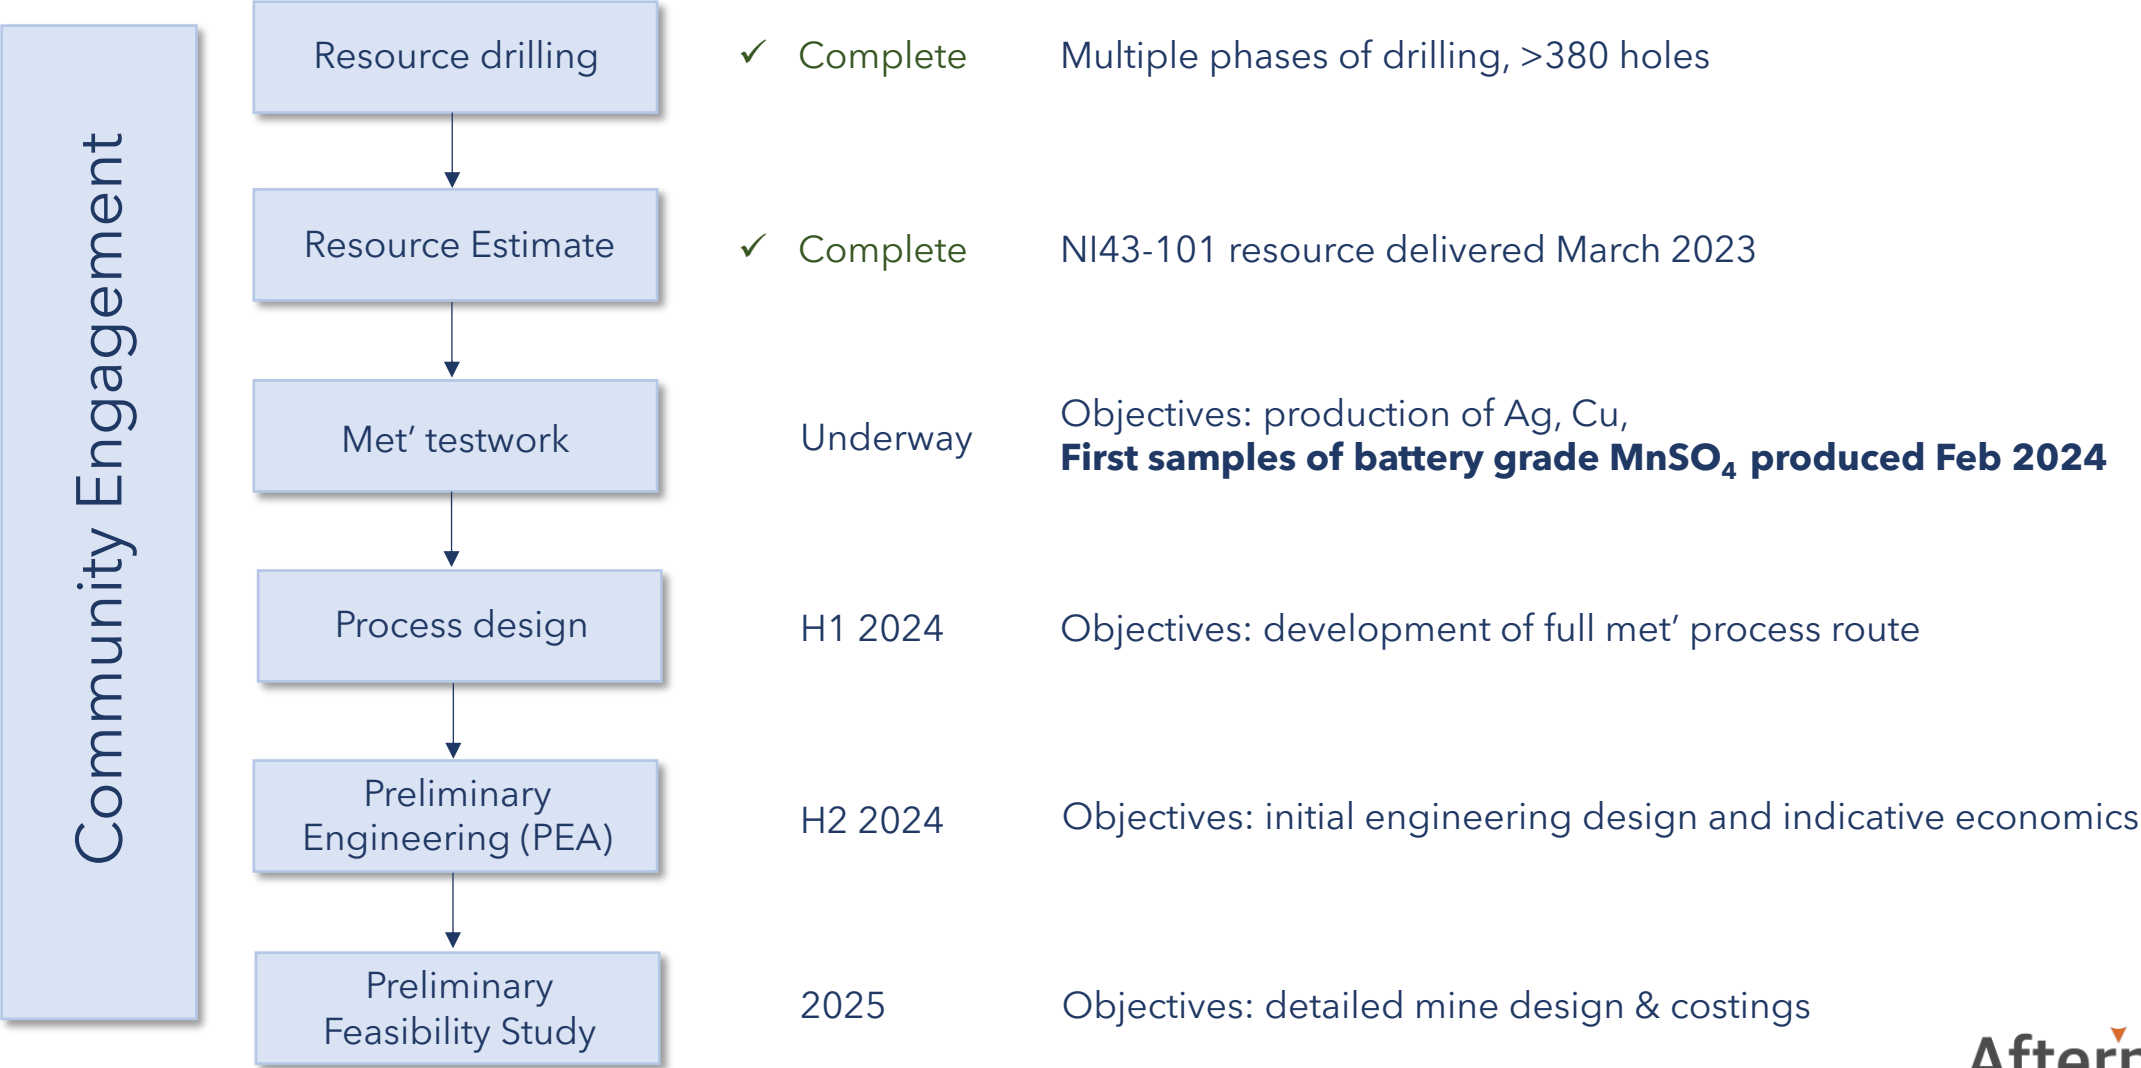 Community Engagement
Resource drilling
✓ Complete
Multiple phases of drilling, >380 holes
Resource Estimate
✓ Complete
NI43-101 resource delivered March 2023
Met’ testwork
Underway
Objectives: production of Ag, Cu,
First samples of battery grade MnSO₄ produced Feb 2024
Process design
H1 2024
Objectives: development of full met’ process route
Preliminary
Engineering (PEA)
H2 2024
Objectives: initial engineering design and indicative economics
Preliminary
Feasibility Study
2025
Objectives: detailed mine design & costings